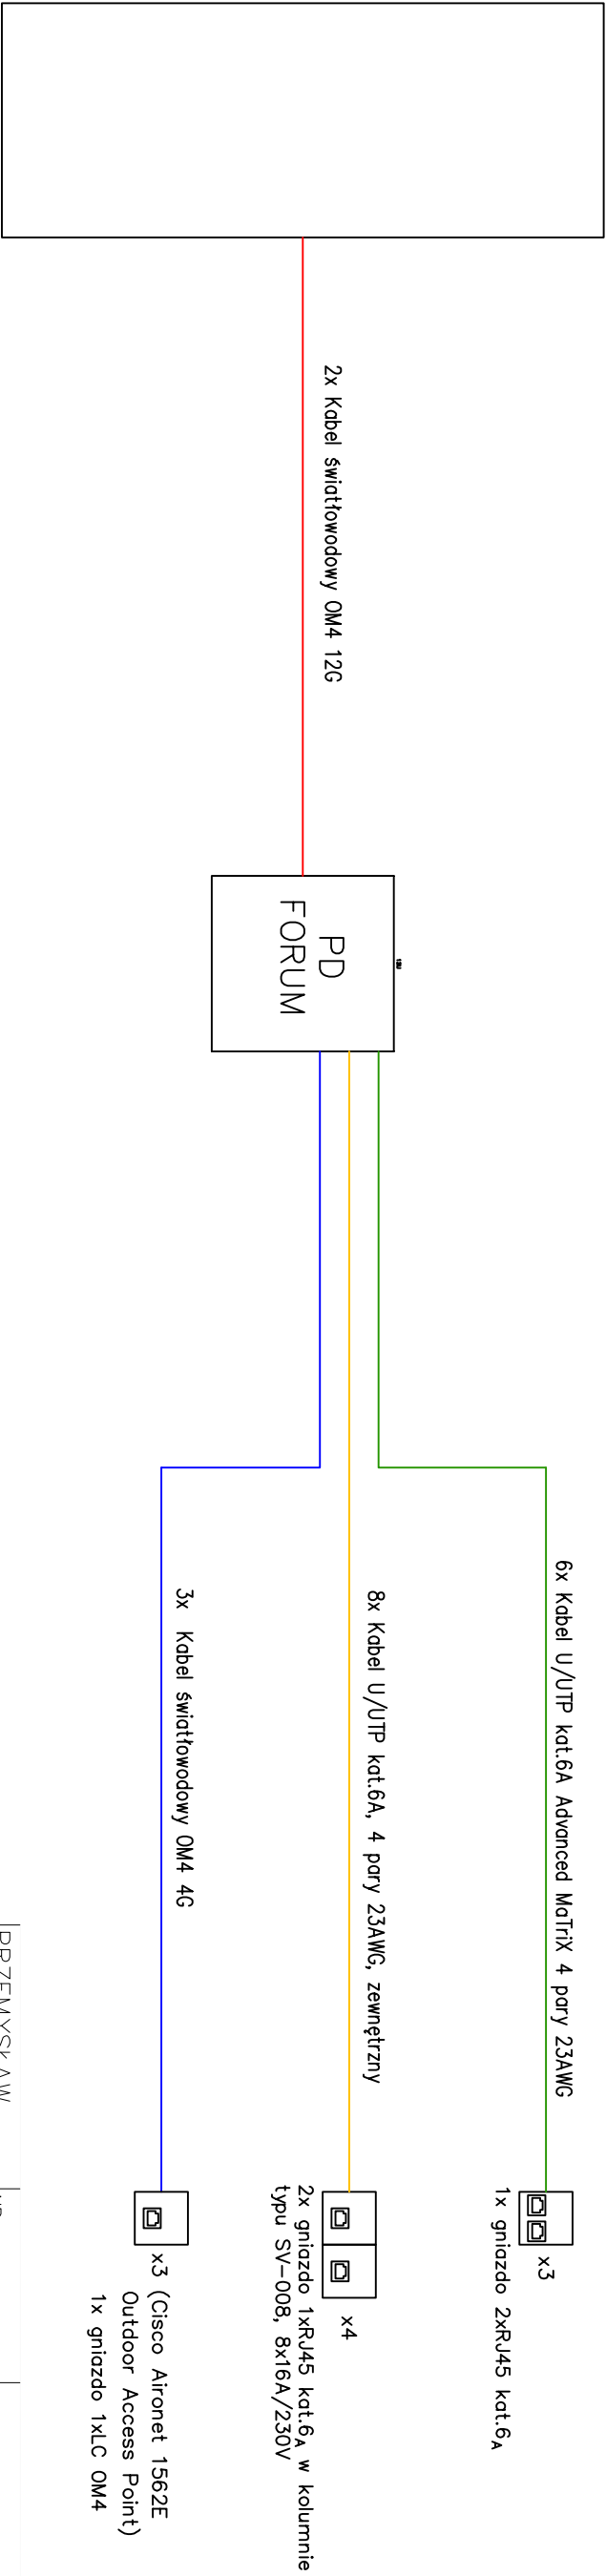 2x Kabel światłowodowy OM4 12G
PD
FORUM
6x Kabel U/UTP kat.6A Advanced MaTriX 4 pary 23AWG
x3
1x gniazdo 2xRJ45 kat.6A
8x Kabel U/UTP kat.6A, 4 pary 23AWG, zewnętrzny
x4
2x gniazdo 1xRJ45 kat.6A w kolumnie
typu SV-008, 8x16A/230V
3x Kabel światłowodowy OM4 4G
x3 (Cisco Aironet 1562E
Outdoor Access Point)
1x gniazdo 1xLC OM4
PRZEMYSŁAW